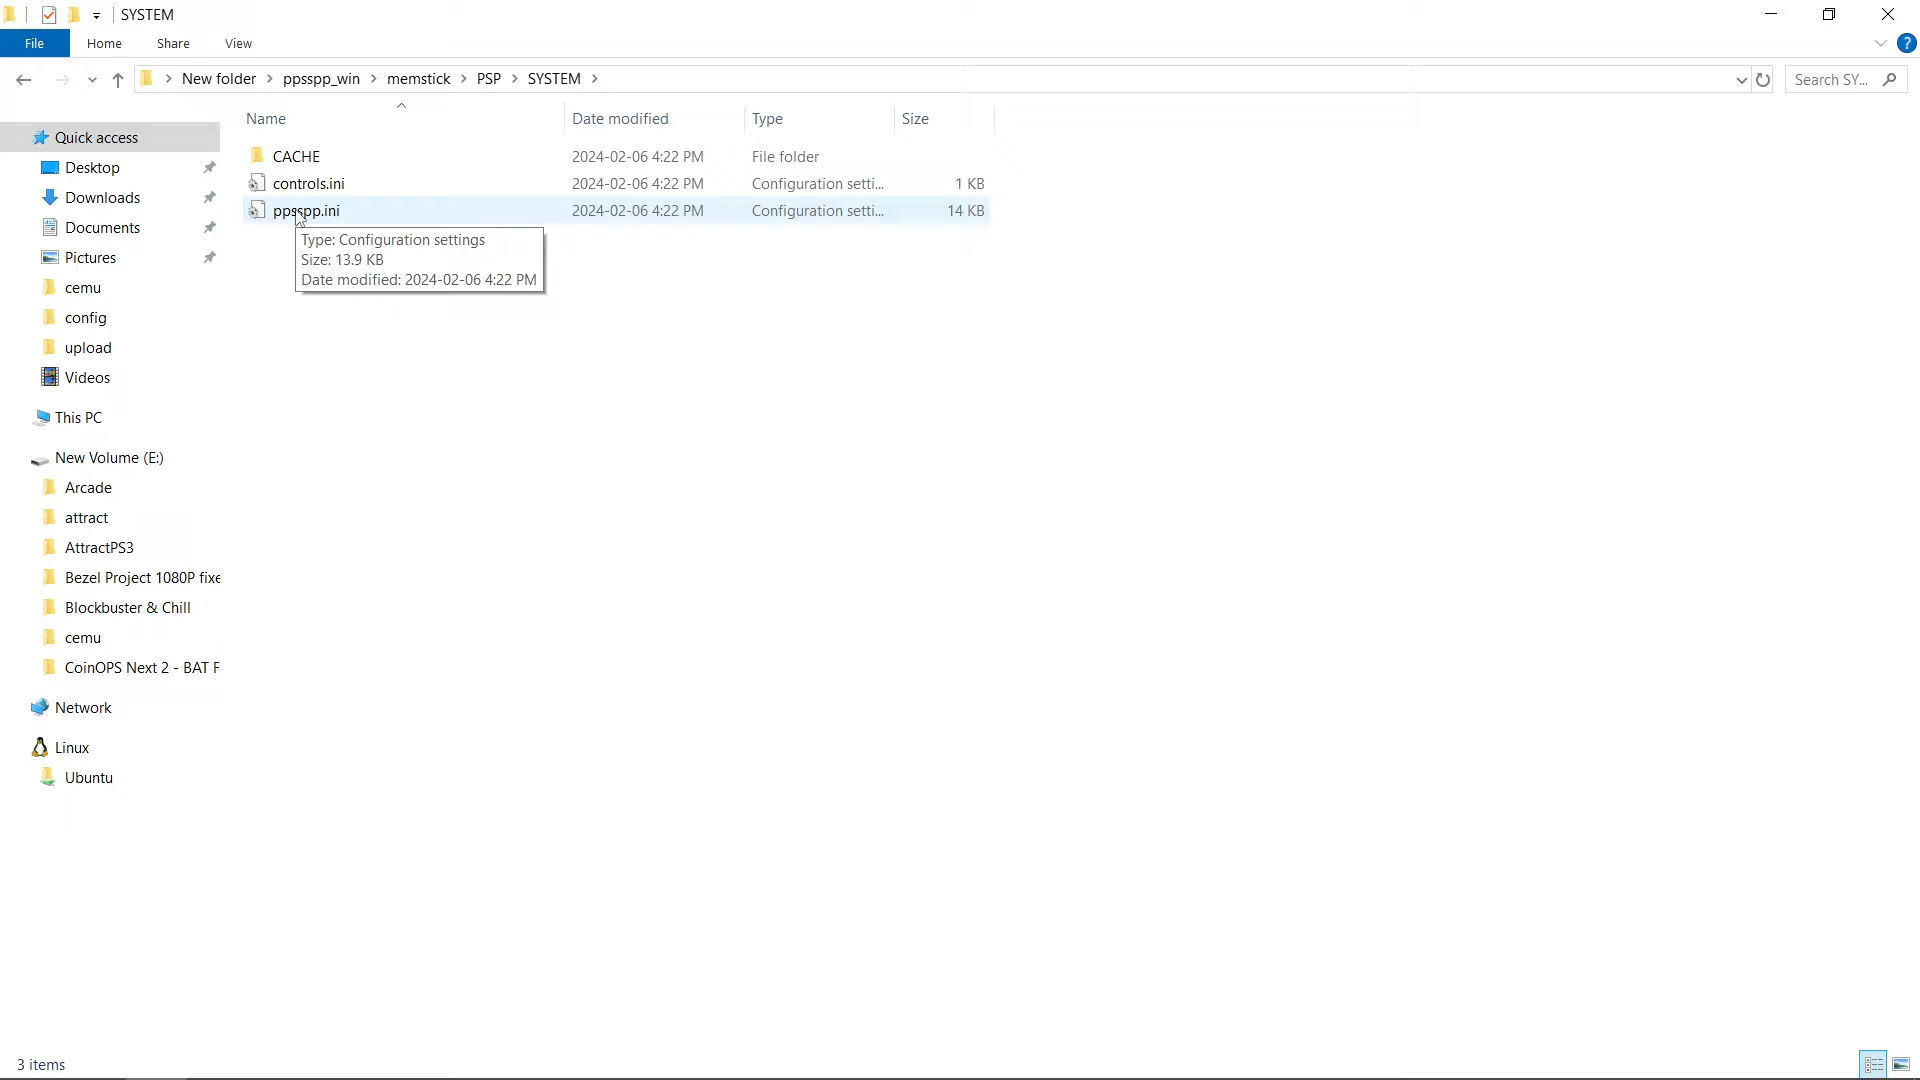 SYSTEM
File Home Share View
New folder ppsspp_win memstick PSP SYSTEM Search SY...
Name Date modified Type Size
Quick access
Desktop
Downloads
Documents
Pictures
cemu
config
upload
Videos
This PC
New Volume (E:)
Arcade
attract
AttractPS3
Bezel Project 1080P fixe
Blockbuster & Chill
cemu
CoinOPS Next 2 - BAT F
Network
Linux
Ubuntu
CACHE 2024-02-06 4:22 PM File folder
controls.ini 2024-02-06 4:22 PM Configuration setti... 1 KB
ppsspp.ini 2024-02-06 4:22 PM Configuration setti... 14 KB
Type: Configuration settings
Size: 13.9 KB
Date modified: 2024-02-06 4:22 PM
3 items